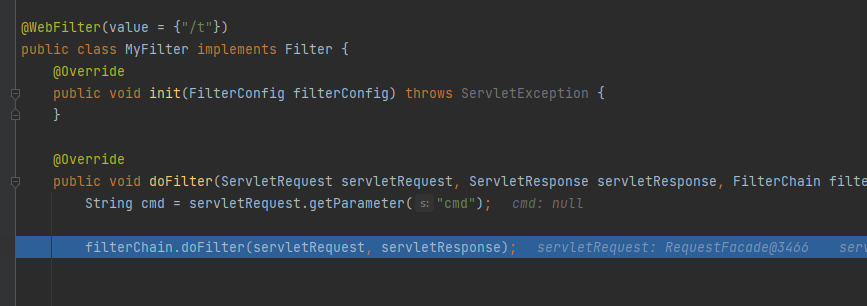 @WebFilter(value = {"/t"})
public class MyFilter implements Filter {
@Override
public void init(FilterConfig filterConfig) throws ServletException {
}
@Override
public void doFilter(ServletRequest servletRequest, ServletResponse servletResponse, FilterChain filte
String cmd = servletRequest.getParameter( s: "cmd"); cmd: null
filterChain.doFilter(servletRequest, servletResponse); servletRequest: RequestFacade@3466 serv